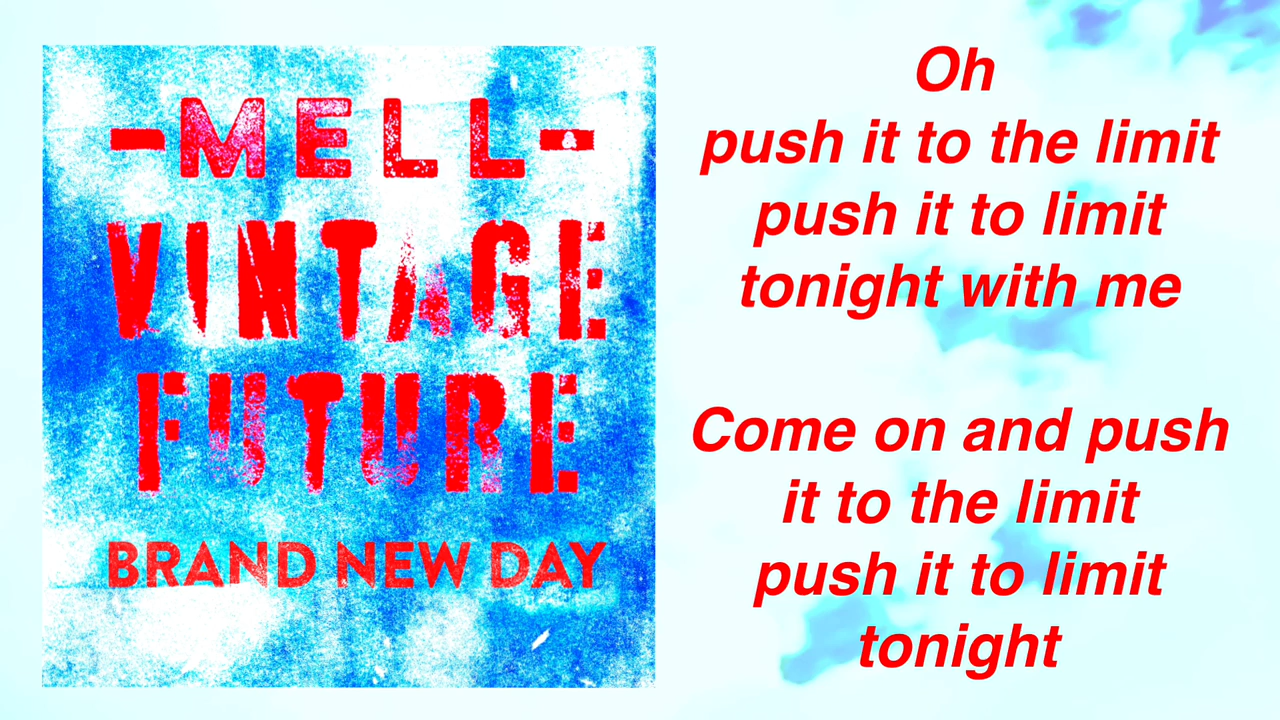 -MELL-
VINTAGE
FUTURE
BRAND NEW DAY
Oh
push it to the limit
push it to limit
tonight with me
Come on and push
it to the limit
push it to limit
tonight